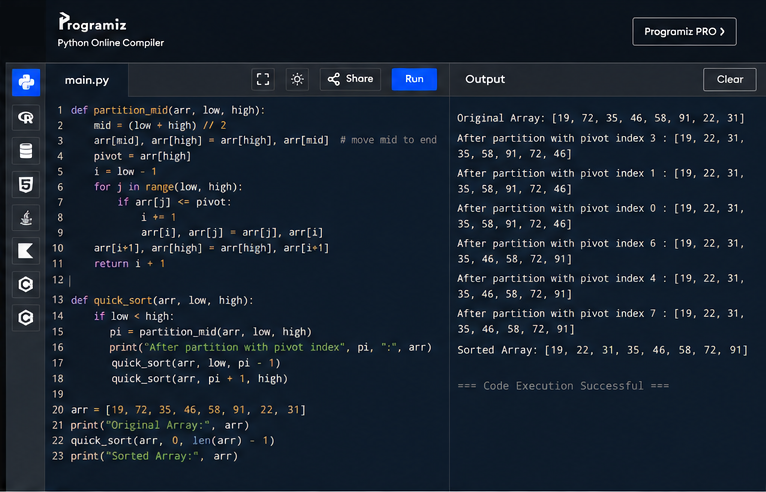 Programiz
Python Online Compiler
Programiz PRO ❯
main.py
Share
Run
Output
Clear
1 def partition_mid(arr, low, high):
2     mid = (low + high) // 2
3     arr[mid], arr[high] = arr[high], arr[mid]  # move mid to end
4     pivot = arr[high]
5     i = low - 1
6     for j in range(low, high):
7         if arr[j] <= pivot:
8             i += 1
9             arr[i], arr[j] = arr[j], arr[i]
10     arr[i+1], arr[high] = arr[high], arr[i+1]
11     return i + 1
12
13 def quick_sort(arr, low, high):
14     if low < high:
15         pi = partition_mid(arr, low, high)
16         print("After partition with pivot index", pi, ":", arr)
17         quick_sort(arr, low, pi - 1)
18         quick_sort(arr, pi + 1, high)
19
20 arr = [19, 72, 35, 46, 58, 91, 22, 31]
21 print("Original Array:", arr)
22 quick_sort(arr, 0, len(arr) - 1)
23 print("Sorted Array:", arr)
Original Array: [19, 72, 35, 46, 58, 91, 22, 31]
After partition with pivot index 3 : [19, 22, 31,
35, 58, 91, 72, 46]
After partition with pivot index 1 : [19, 22, 31,
35, 58, 91, 72, 46]
After partition with pivot index 0 : [19, 22, 31,
35, 58, 91, 72, 46]
After partition with pivot index 6 : [19, 22, 31,
35, 46, 58, 72, 91]
After partition with pivot index 4 : [19, 22, 31,
35, 46, 58, 72, 91]
After partition with pivot index 7 : [19, 22, 31,
35, 46, 58, 72, 91]
Sorted Array: [19, 22, 31, 35, 46, 58, 72, 91]
=== Code Execution Successful ===